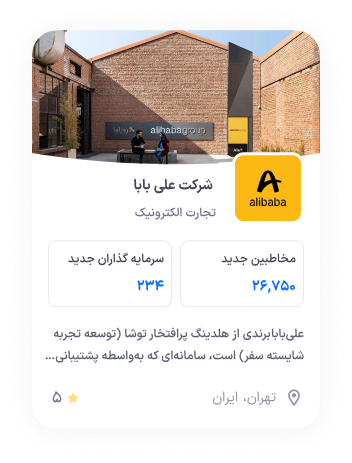 alibabagroup
alibaba
شرکت علی بابا
تجارت الکترونیک
مخاطبین جدید
۲۶,۷۵۰
سرمایه گذاران جدید
۲۳۴
علی‌بابابرندی از هلدینگ پرافتخار توشا (توسعه تجربه
شایسته سفر) است، سامانه‌ای که به‌واسطه پشتیبانی...
تهران، ایران
۵